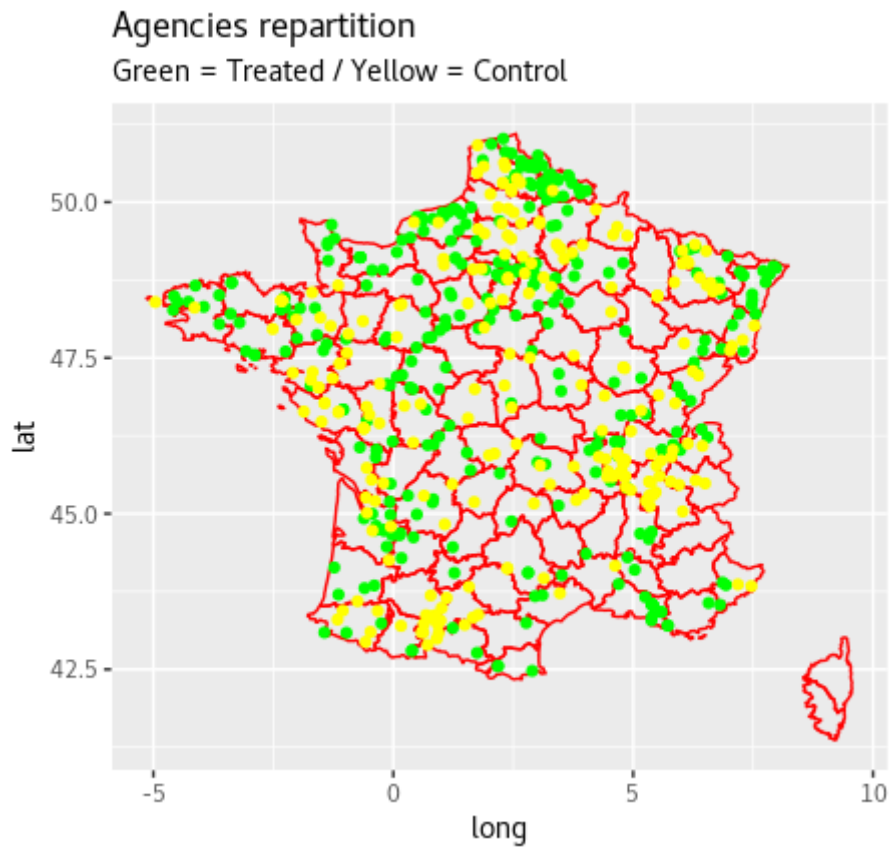 Agencies repartition
Green = Treated / Yellow = Control
lat
50.0
47.5
45.0
42.5
-5
0
5
10
long